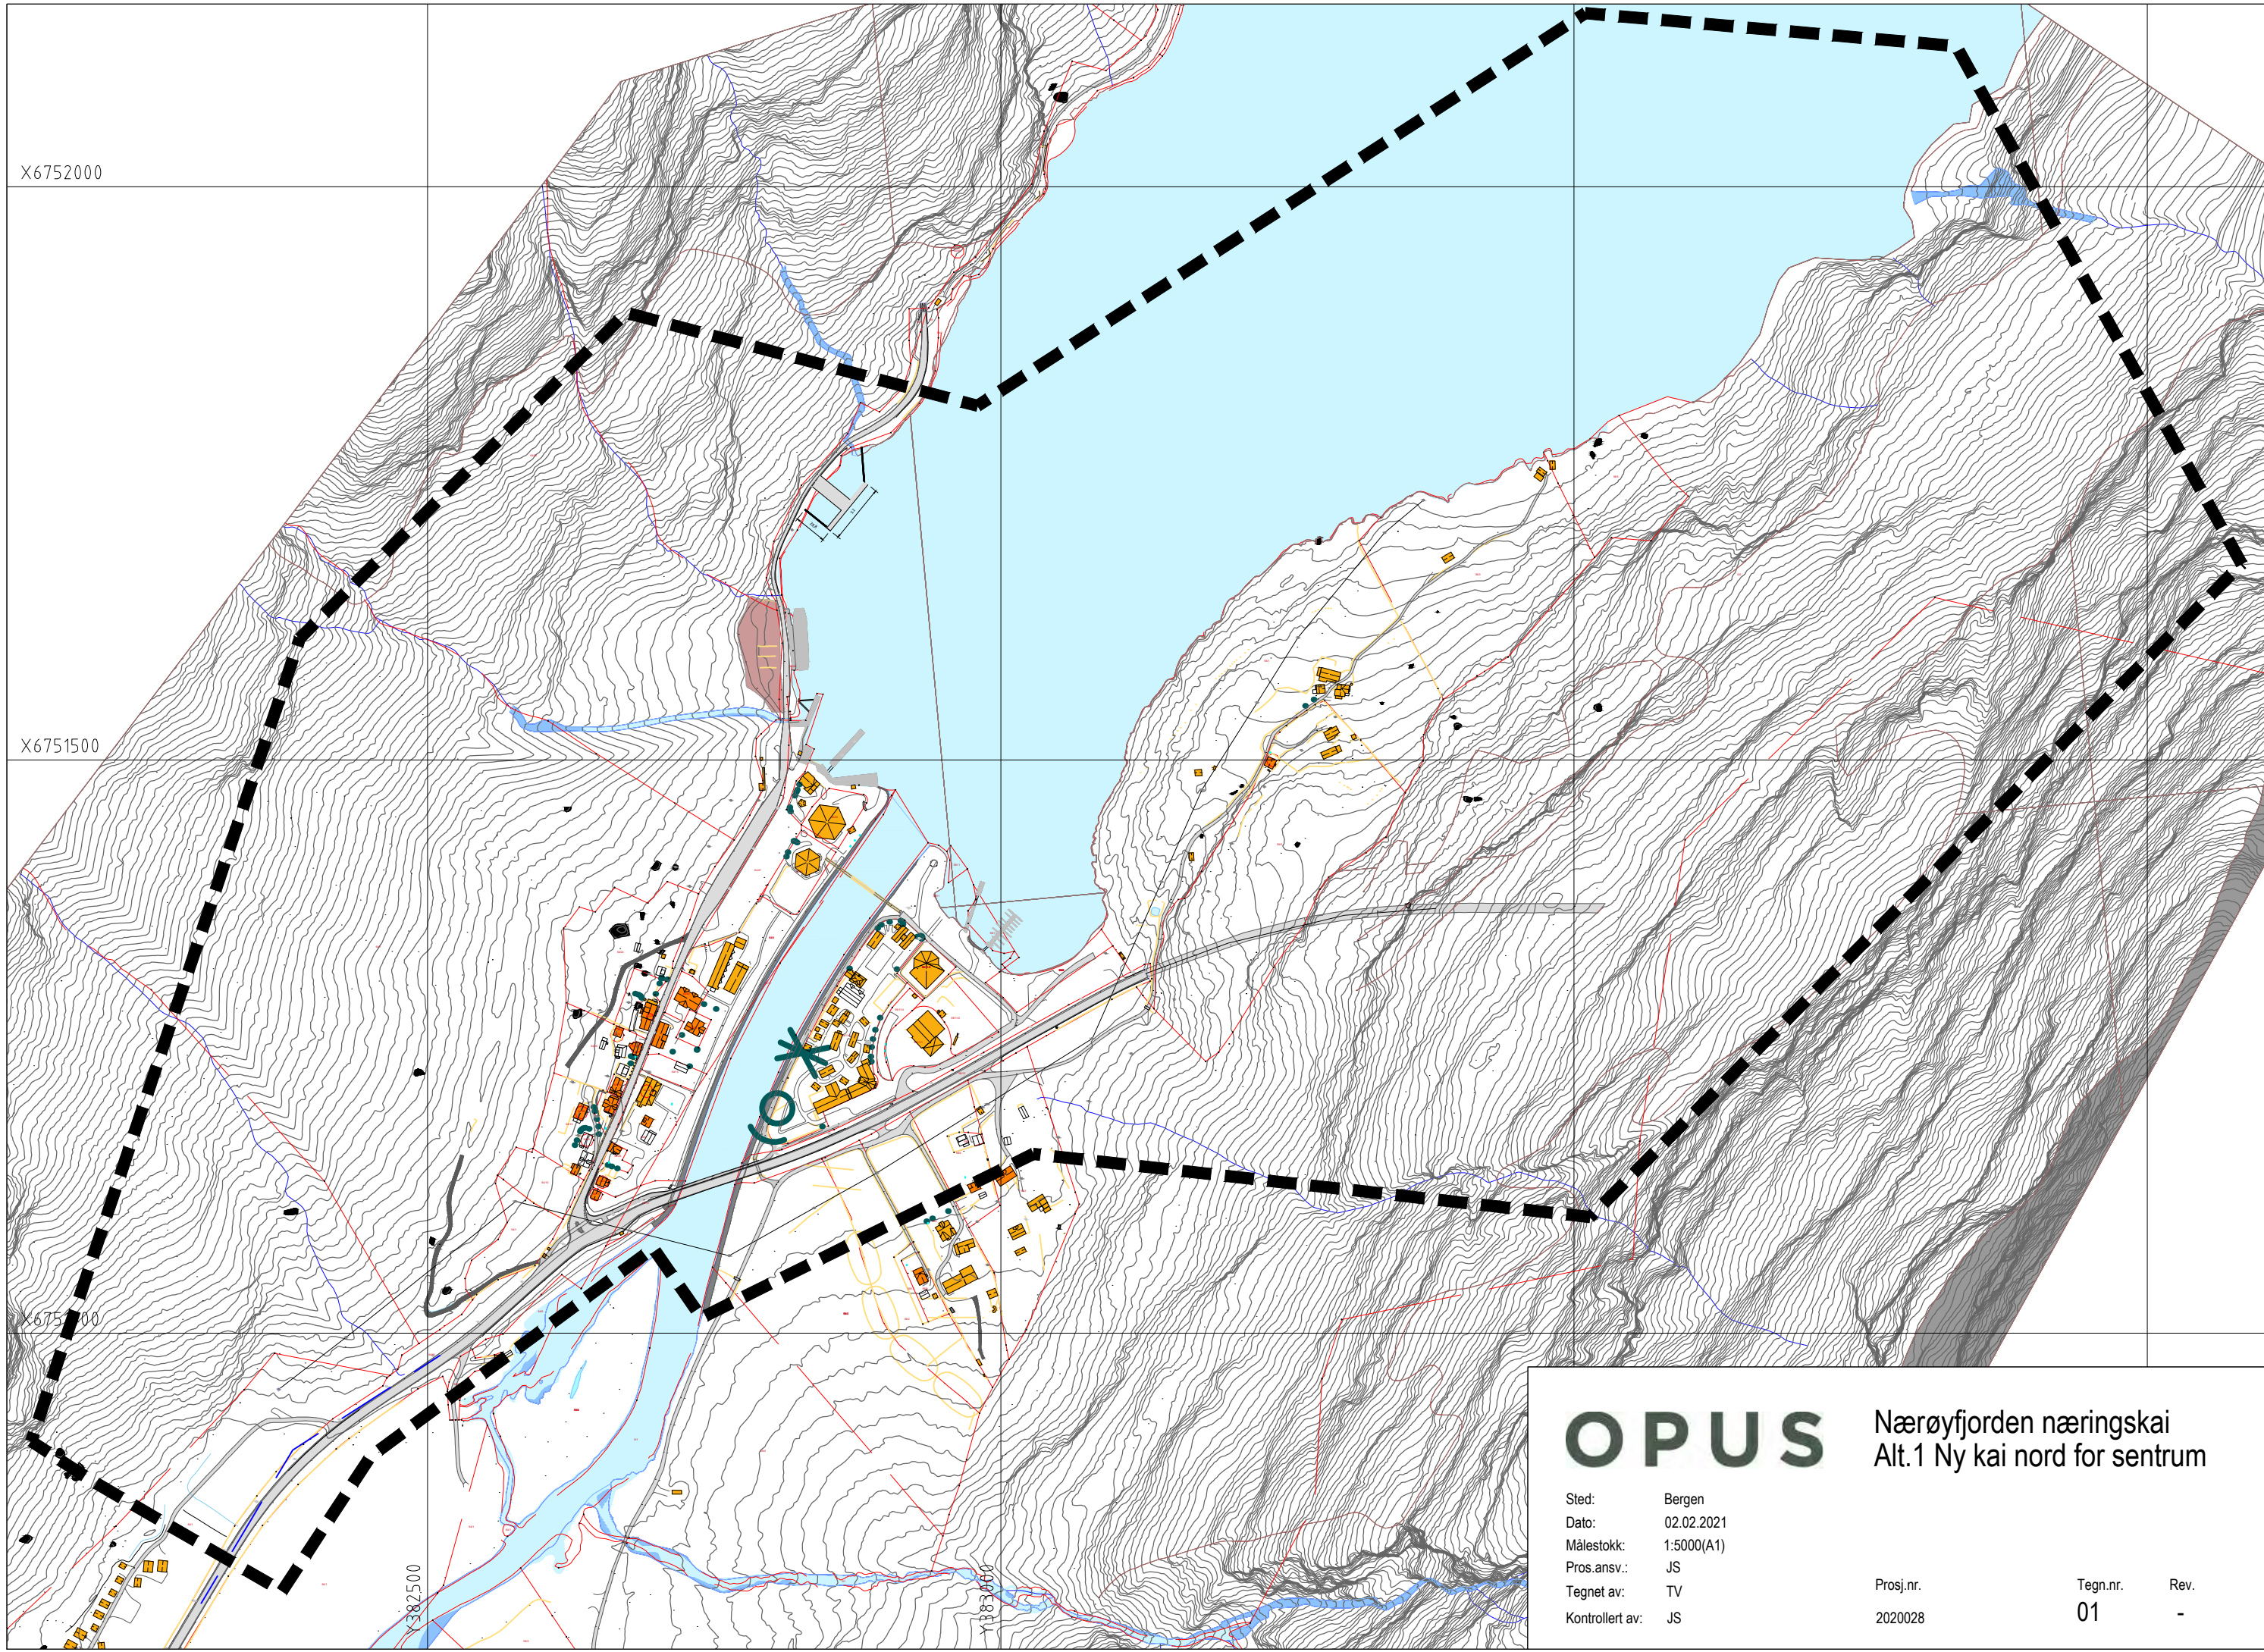 X6752000
X6751500
Y382500
Y383000
OPUS
Nærøyfjorden næringskai
Alt.1 Ny kai nord for sentrum
Sted: Bergen
Dato: 02.02.2021
Målestokk: 1:5000(A1)
Pros.ansv.: JS
Tegnet av: TV
Kontrollert av: JS
Prosj.nr. Tegn.nr. Rev.
2020028 01 -